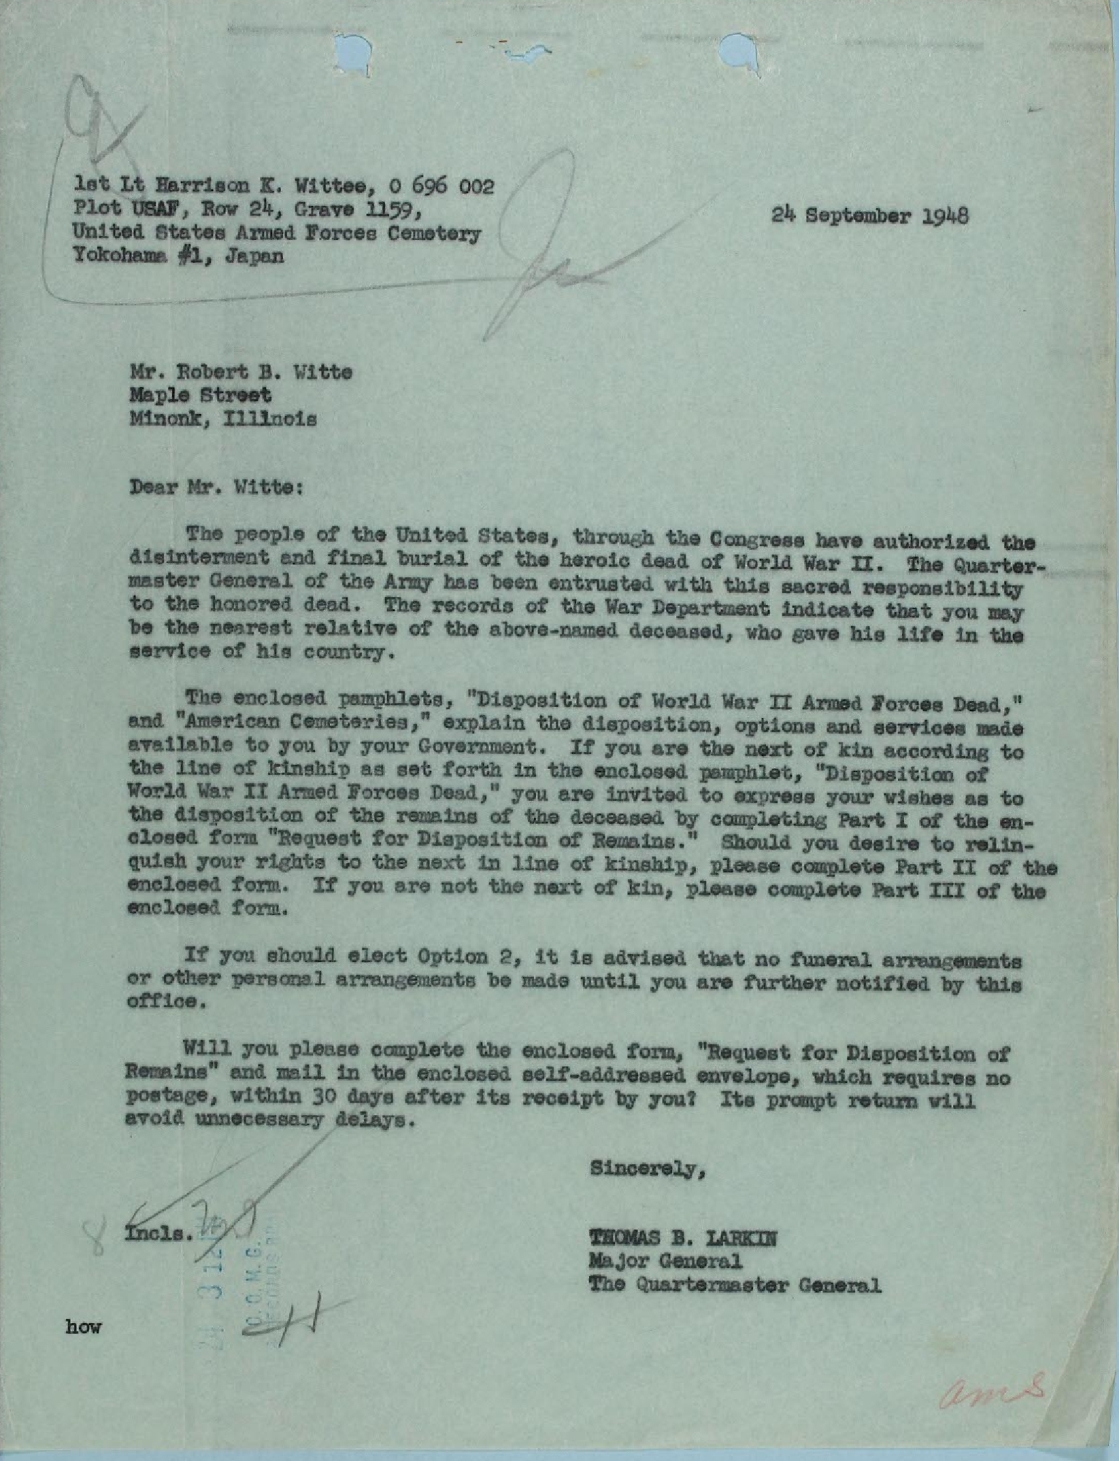 1st Lt Harrison K. Wittee, O 696 002
Plot USAF, Row 24, Grave 1159,
United States Armed Forces Cemetery
Yokohama #1, Japan
24 September 1948
Mr. Robert B. Witte
Maple Street
Minonk, Illinois
Dear Mr. Witte:
The people of the United States, through the Congress have authorized the
disinterment and final burial of the heroic dead of World War II. The Quarter-
master General of the Army has been entrusted with this sacred responsibility
to the honored dead. The records of the War Department indicate that you may
be the nearest relative of the above-named deceased, who gave his life in the
service of his country.
The enclosed pamphlets, "Disposition of World War II Armed Forces Dead,"
and "American Cemeteries," explain the disposition, options and services made
available to you by your Government. If you are the next of kin according to
the line of kinship as set forth in the enclosed pamphlet, "Disposition of
World War II Armed Forces Dead," you are invited to express your wishes as to
the disposition of the remains of the deceased by completing Part I of the en-
closed form "Request for Disposition of Remains." Should you desire to relin-
quish your rights to the next in line of kinship, please complete Part II of the
enclosed form. If you are not the next of kin, please complete Part III of the
enclosed form.
If you should elect Option 2, it is advised that no funeral arrangements
or other personal arrangements be made until you are further notified by this
office.
Will you please complete the enclosed form, "Request for Disposition of
Remains" and mail in the enclosed self-addressed envelope, which requires no
postage, within 30 days after its receipt by you? Its prompt return will
avoid unnecessary delays.
Sincerely,
8 Incls.
THOMAS B. LARKIN
Major General
The Quartermaster General
how
ams